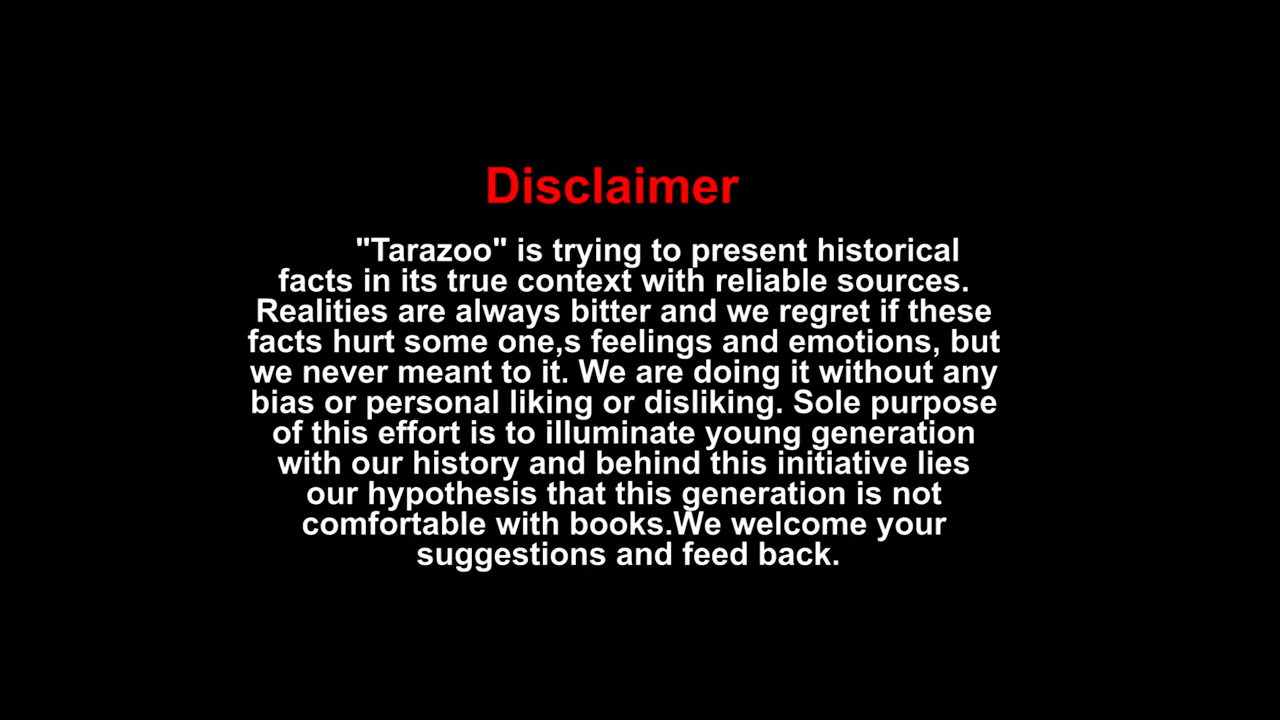 Disclaimer
"Tarazoo" is trying to present historical
facts in its true context with reliable sources.
Realities are always bitter and we regret if these
facts hurt some one,s feelings and emotions, but
we never meant to it. We are doing it without any
bias or personal liking or disliking. Sole purpose
of this effort is to illuminate young generation
with our history and behind this initiative lies
our hypothesis that this generation is not
comfortable with books.We welcome your
suggestions and feed back.